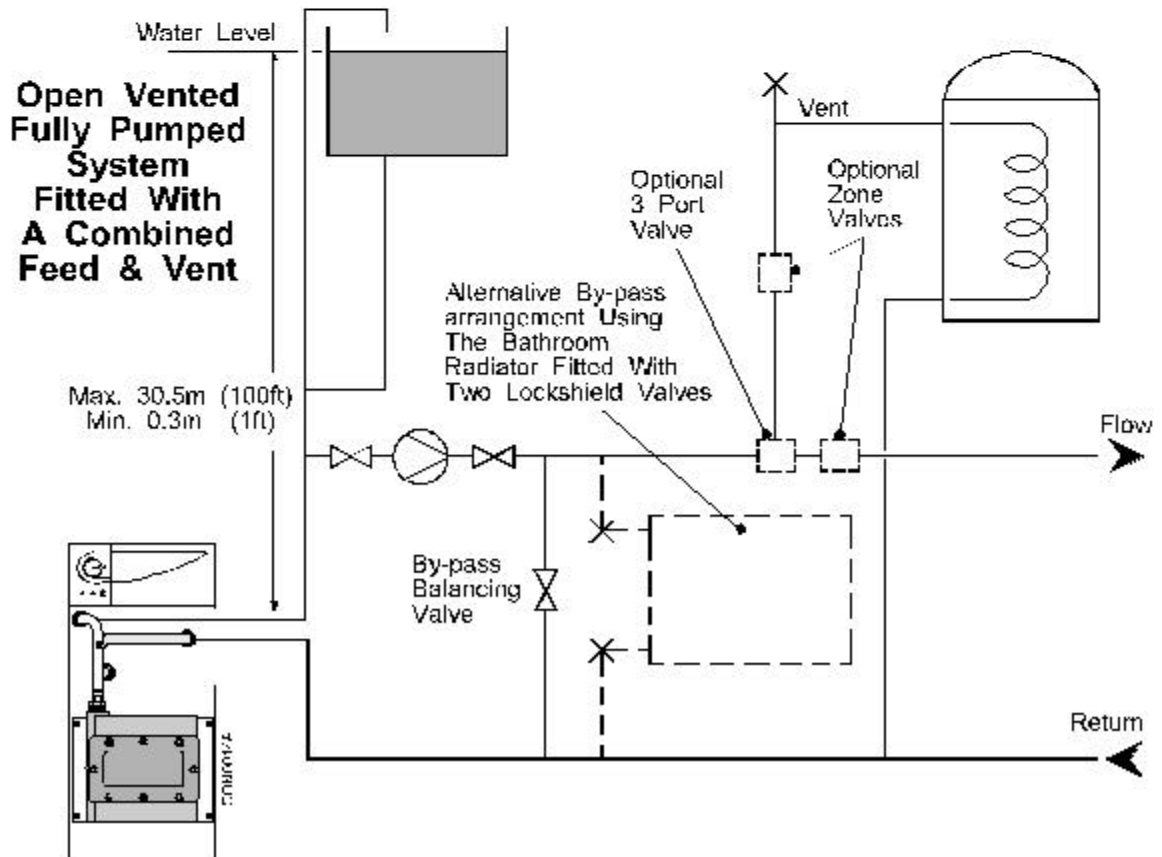 Water Level
Open Vented
Fully Pumped
System
Fitted With
A Combined
Feed & Vent
Vent
Optional
3 Port
Valve
Optional
Zone
Valves
Alternative By-pass
arrangement Using
The Bathroom
Radiator Fitted With
Two Lockshield Valves
Max. 30.5m (100ft)
Min. 0.3m (1ft)
Flow
By-pass
Balancing
Valve
Return